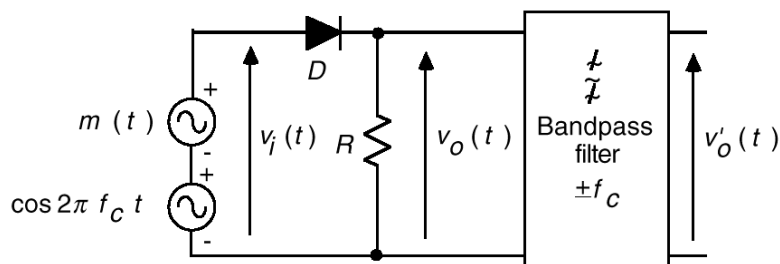 D
m (t)
+
-
v_i (t)
R
v_o (t)
Bandpass
filter
±f_c
v'_o (t)
+
cos 2π f_c t
-